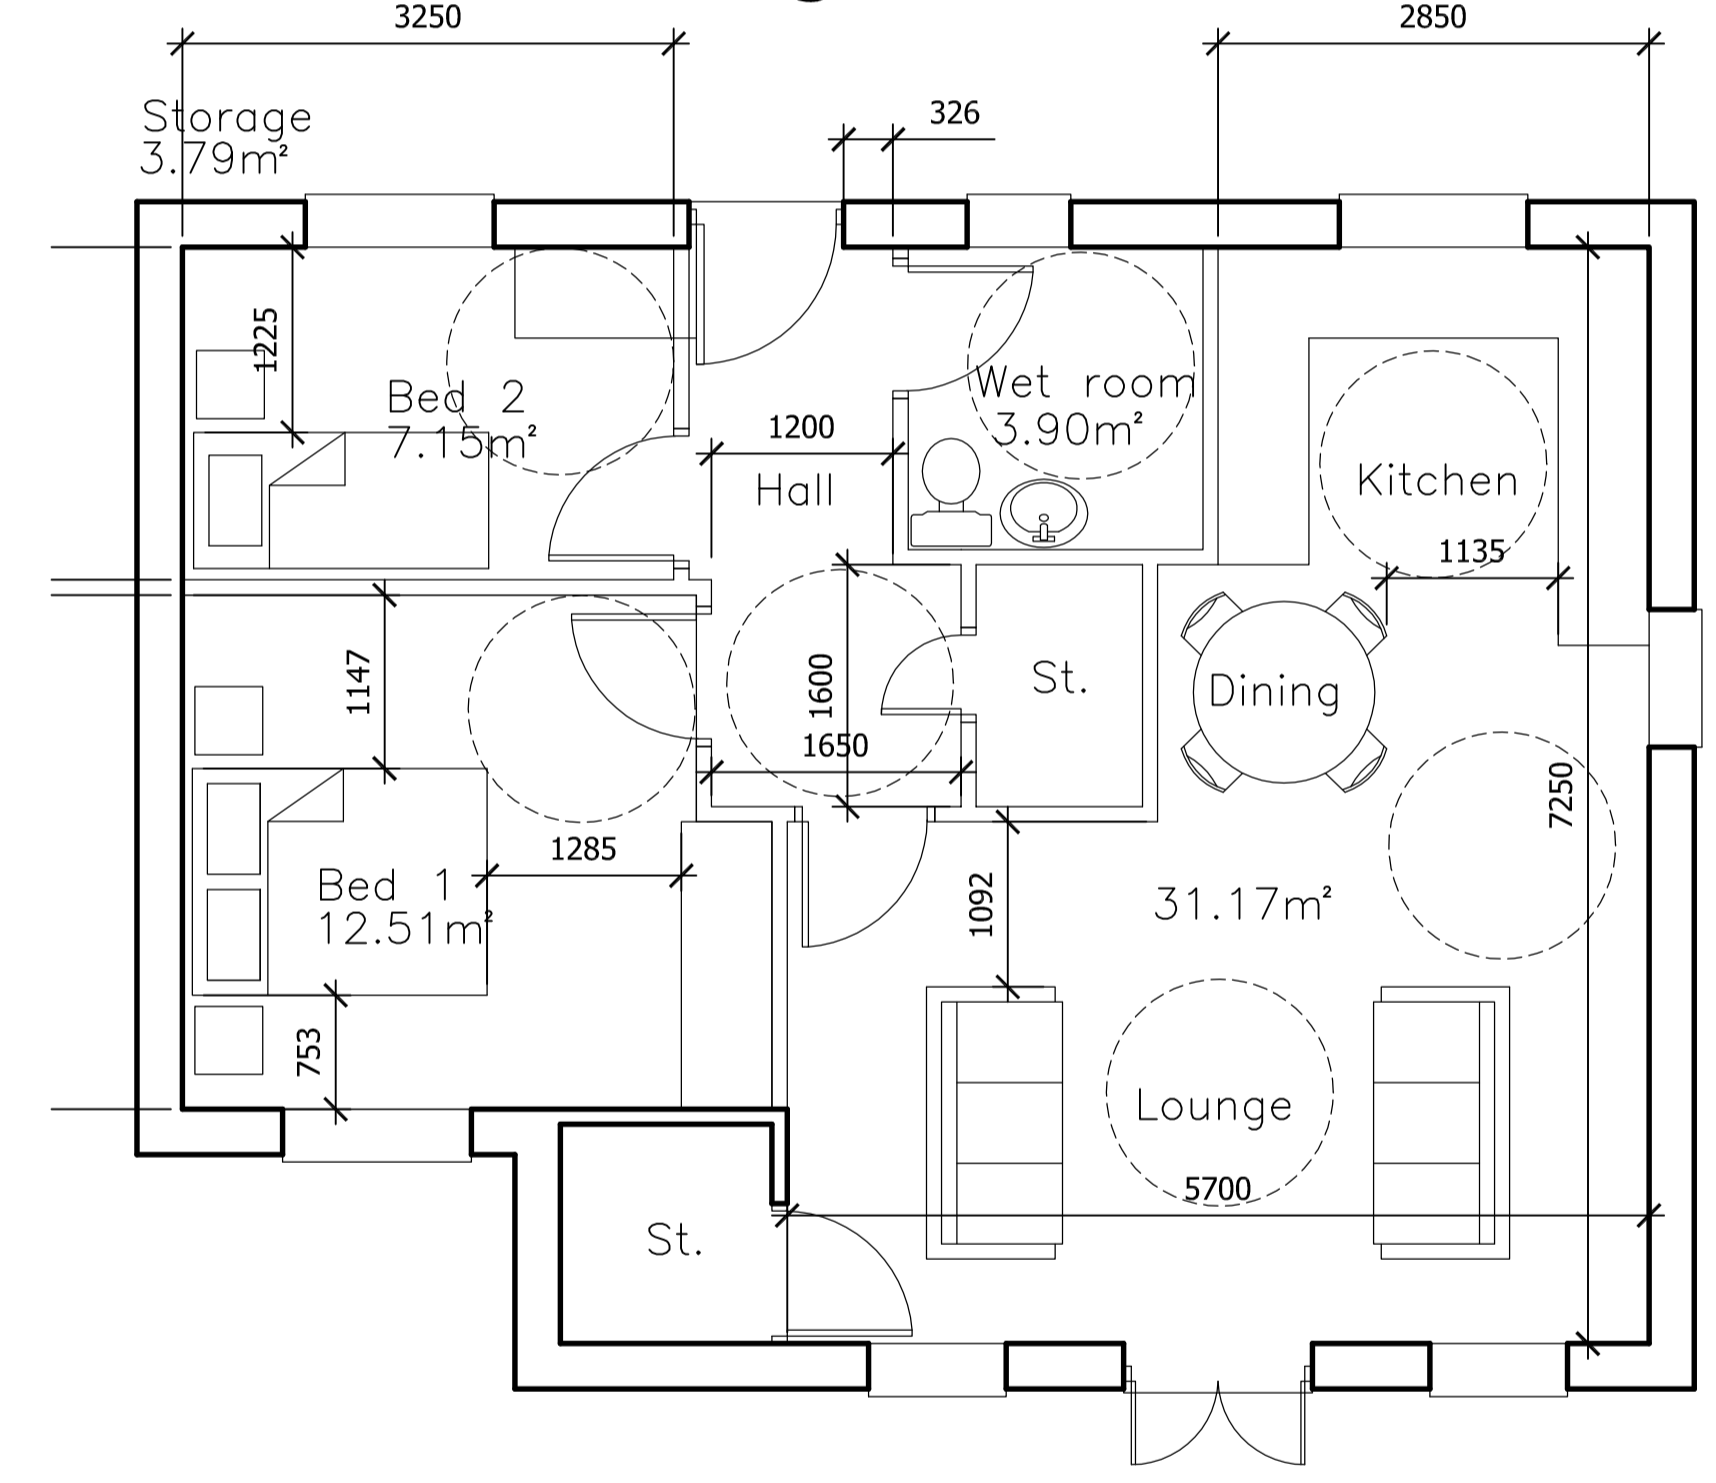 3250
2850
326
Storage
3.79m²
1225
Bed 2
7.15m²
1200
Hall
Wet room
3.90m²
Kitchen
1135
1147
1600
1650
St.
Dining
7250
1285
Bed 1
12.51m²
1092
31.17m²
753
Lounge
5700
St.